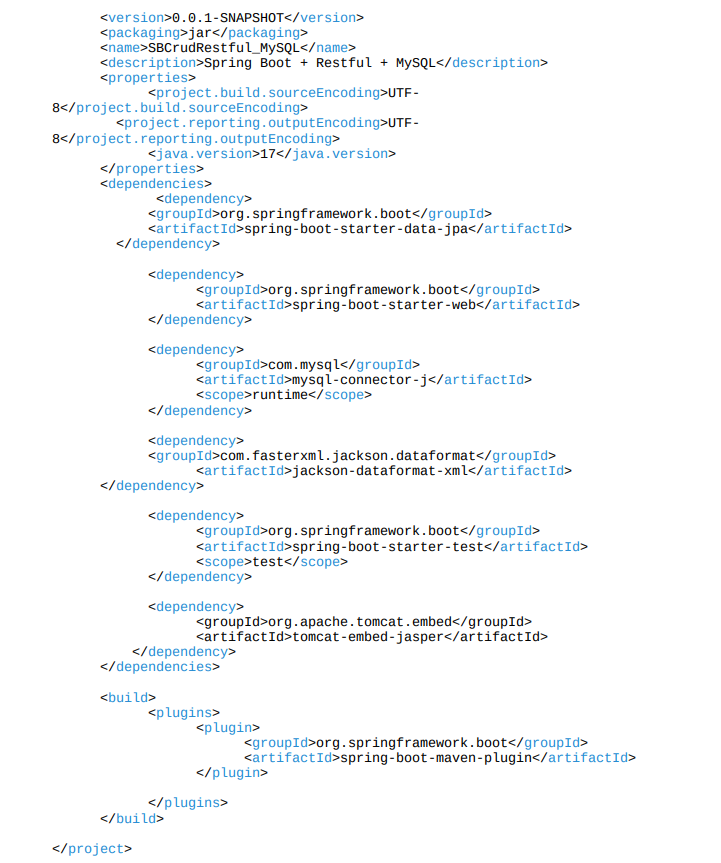 <version>0.0.1-SNAPSHOT</version>
<packaging>jar</packaging>
<name>SBCrudRestful_MySQL</name>
<description>Spring Boot + Restful + MySQL</description>
<properties>
<project.build.sourceEncoding>UTF-
8</project.build.sourceEncoding>
<project.reporting.outputEncoding>UTF-
8</project.reporting.outputEncoding>
<java.version>17</java.version>
</properties>
<dependencies>
<dependency>
<groupId>org.springframework.boot</groupId>
<artifactId>spring-boot-starter-data-jpa</artifactId>
</dependency>
<dependency>
<groupId>org.springframework.boot</groupId>
<artifactId>spring-boot-starter-web</artifactId>
</dependency>
<dependency>
<groupId>com.mysql</groupId>
<artifactId>mysql-connector-j</artifactId>
<scope>runtime</scope>
</dependency>
<dependency>
<groupId>com.fasterxml.jackson.dataformat</groupId>
<artifactId>jackson-dataformat-xml</artifactId>
</dependency>
<dependency>
<groupId>org.springframework.boot</groupId>
<artifactId>spring-boot-starter-test</artifactId>
<scope>test</scope>
</dependency>
<dependency>
<groupId>org.apache.tomcat.embed</groupId>
<artifactId>tomcat-embed-jasper</artifactId>
</dependency>
</dependencies>
<build>
<plugins>
<plugin>
<groupId>org.springframework.boot</groupId>
<artifactId>spring-boot-maven-plugin</artifactId>
</plugin>
</plugins>
</build>
</project>